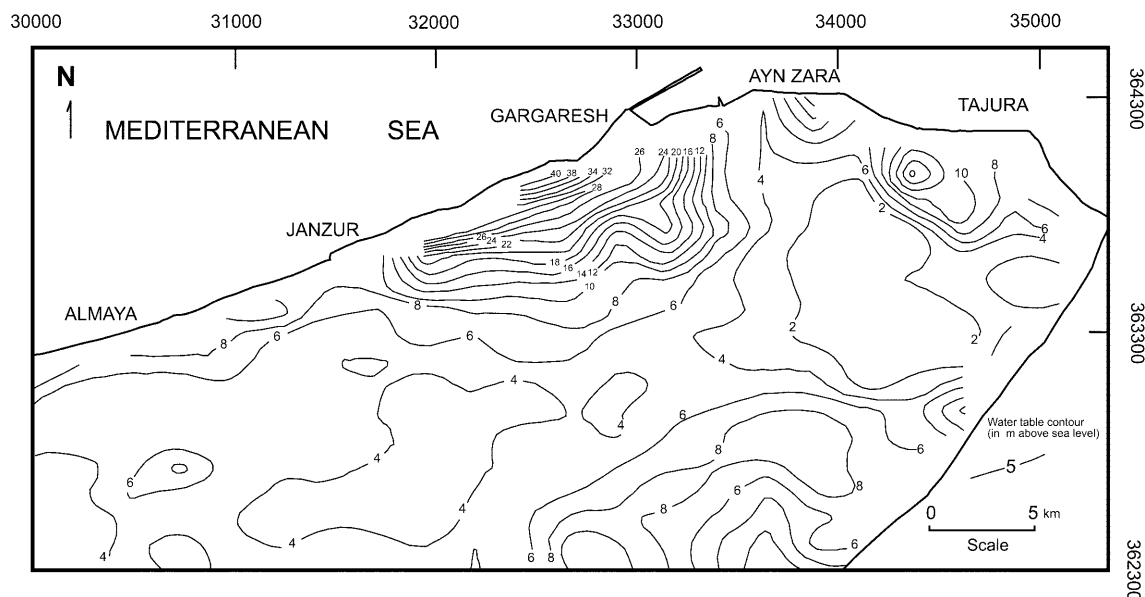 30000 31000 32000 33000 34000 35000
N
AYN ZARA
364300
GARGARESH
TAJURA
MEDITERRANEAN SEA
6
8
26 24 20 16 12
8
40 38 34 32
6
10
4
28
2
JANZUR
26 24 22
6
4
18 16 14 12
10
ALMAYA
8
8
6
363300
8
6
6
2
2
4
4
6
4
Water table contour
(in m above sea level)
8
6
4
5
6
6
8
4
8
0 5 km
4
6
Scale
4
6
8
362300